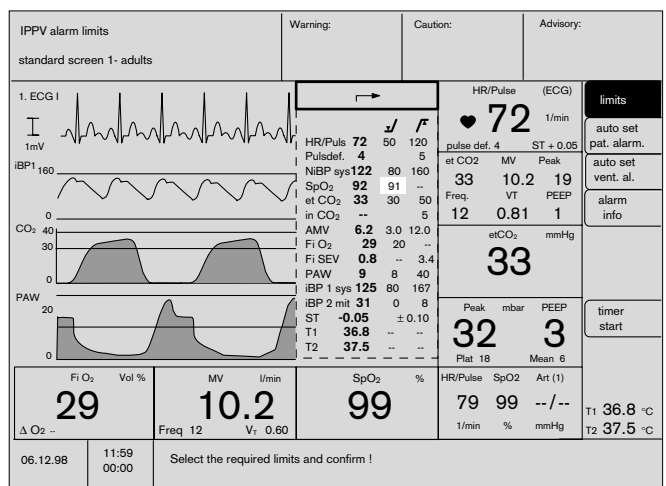 IPPV alarm limits
standard screen 1- adults
Warning:
Caution:
Advisory:
1. ECG I
1mV
iBP1 160
0
CO2 40
30
0
PAW
20
0
HR/Puls 72 50 120
Pulsdef. 4 5
NiBP sys 122 80 160
SpO2 92 91 --
et CO2 33 30 50
in CO2 -- 5
AMV 6.2 3.0 12.0
Fi O2 29 20 --
Fi SEV 0.8 -- 3.4
PAW 9 8 40
iBP 1 sys 125 80 167
iBP 2 mit 31 0 8
ST -0.05 ± 0.10
T1 36.8 -- --
T2 37.5 -- --
HR/Pulse (ECG)
72 1/min
pulse def. 4 ST + 0.05
et CO2 MV Peak
33 10.2 19
Freq. VT PEEP
12 0.81 1
etCO2 mmHg
33
Peak mbar PEEP
32 3
Plat 18 Mean 6
limits
auto set
pat. alarm.
auto set
vent. al.
alarm
info
timer
start
Fi O2 Vol %
29
Δ O2 --
MV l/min
10.2
Freq 12 VT 0.60
SpO2 %
99
HR/Pulse SpO2 Art (1)
79 99 --/--
1/min % mmHg
T1 36.8 °C
T2 37.5 °C
06.12.98
11:59
00:00
Select the required limits and confirm !